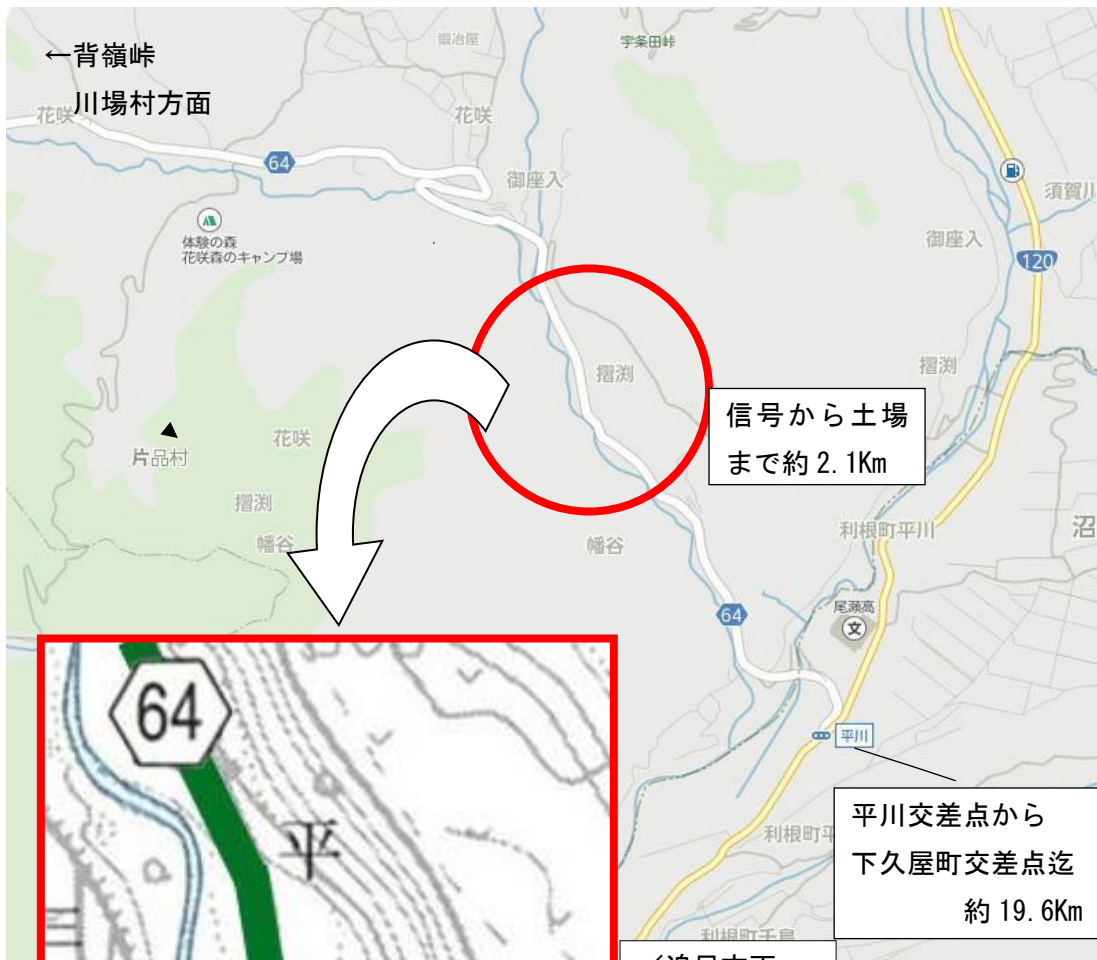 ←背嶺峠
川場村方面
鍛冶屋
宇条田峠
花咲
花咲
64
御座入
須賀川
体験の森
花咲森のキャンプ場
御座入
120
摺渕
摺渕
信号から土場
まで約2.1Km
片品村
花咲
摺渕
幡谷
幡谷
利根町平川
沼
64
尾瀬高
文
平川
64
平
平川交差点から
下久屋町交差点迄
約19.6Km
利根町平
利根町千鳥